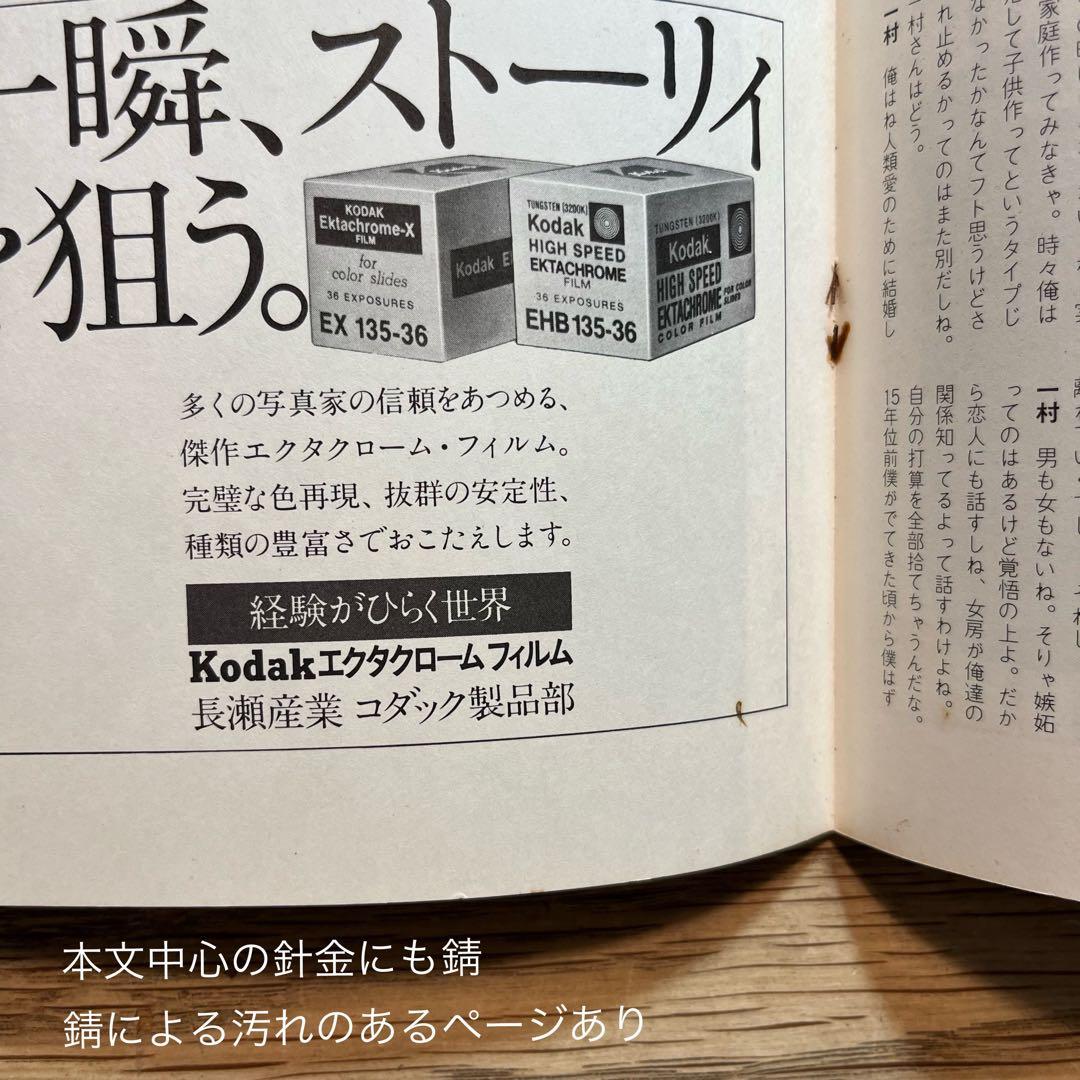 一瞬、ストーリィ
狙う。
Kodak
KODAK
Ektachrome-X
FILM
for
color slides
36 EXPOSURES
EX 135-36
Kodak E
TUNGSTEN (3200K)
Kodak
HIGH SPEED
EKTACHROME
FILM
36 EXPOSURES
EHB 135-36
TUNGSTEN (3200K)
Kodak
HIGH SPEED
EKTACHROME
FOR COLOR
SLIDES
COLOR FILM
多くの写真家の信頼をあつめる、
傑作エクタクローム・フィルム。
完璧な色再現、抜群の安定性、
種類の豊富さでおこたえします。
経験がひらく世界
Kodakエクタクロームフィルム
長瀬産業 コダック製品部
家庭作ってみなきゃ。時々俺は
して子供作ってというタイプじ
なかったかなんてフト思うけどさ
れ止めるかってのはまた別だしね。
一村さんはどう。
一村 俺はね人類愛のために結婚し
一村 男も女もないね。そりゃ嫉妬
ってのはあるけど覚悟の上よ。だか
ら恋人にも話すしね、女房が俺達の
関係知ってるよって話すわけよね。
自分の打算を全部捨てちゃうんだな。
15年位前僕がでてきた頃から僕はず
本文中心の針金にも錆
錆による汚れのあるページあり